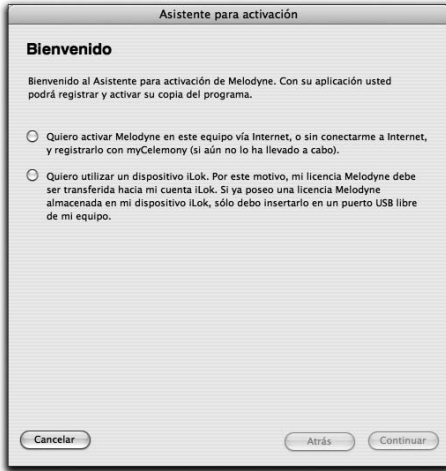 Asistente para activación
Bienvenido
Bienvenido al Asistente para activación de Melodyne. Con su aplicación usted
podrá registrar y activar su copia del programa.
Quiero activar Melodyne en este equipo vía Internet, o sin conectarme a Internet,
y registrarlo con myCelemony (si aún no lo ha llevado a cabo).
Quiero utilizar un dispositivo iLok. Por este motivo, mi licencia Melodyne debe
ser transferida hacia mi cuenta iLok. Si ya poseo una licencia Melodyne
almacenada en mi dispositivo iLok, sólo debo insertarlo en un puerto USB libre
de mi equipo.
Cancelar
Atrás
Continuar